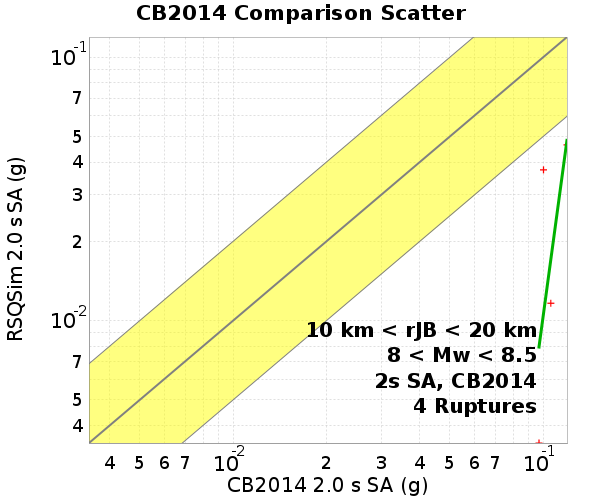 CB2014 Comparison Scatter
RSQSim 2.0 s SA (g)
10^-1
7
5
4
3
2
10^-2
7
5
4
10 km < rJB < 20 km
8 < Mw < 8.5
2s SA, CB2014
4 Ruptures
4 5 6 7 10^-2 2 3 4 5 6 7 10^-1
CB2014 2.0 s SA (g)